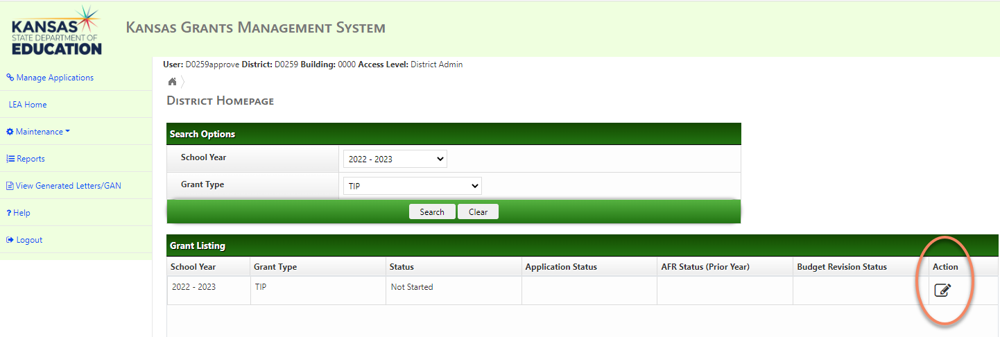 KANSAS
STATE DEPARTMENT OF
EDUCATION
Kansas Grants Management System
User: D0259approve District: D0259 Building: 0000 Access Level: District Admin
Manage Applications
LEA Home
Maintenance
Reports
View Generated Letters/GAN
? Help
Logout
District Homepage
Search Options
School Year 2022 - 2023
Grant Type TIP
Search Clear
Grant Listing
School Year Grant Type Status Application Status AFR Status (Prior Year) Budget Revision Status Action
2022 - 2023 TIP Not Started